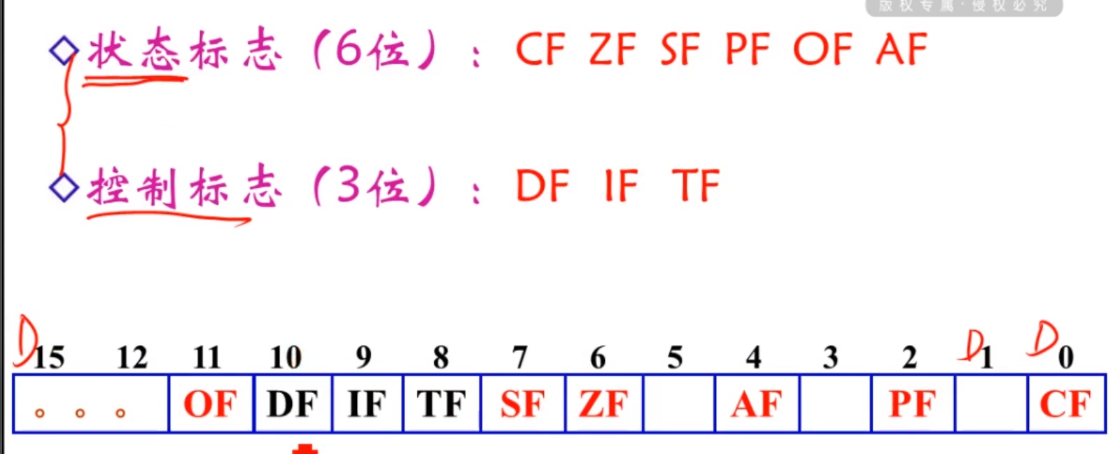 版权专属·侵权必究
状态标志（6位）：CF ZF SF PF OF AF
控制标志（3位）：DF IF TF
D15 12 11 10 9 8 7 6 5 4 3 2 D1 D0
。。。 OF DF IF TF SF ZF AF PF CF